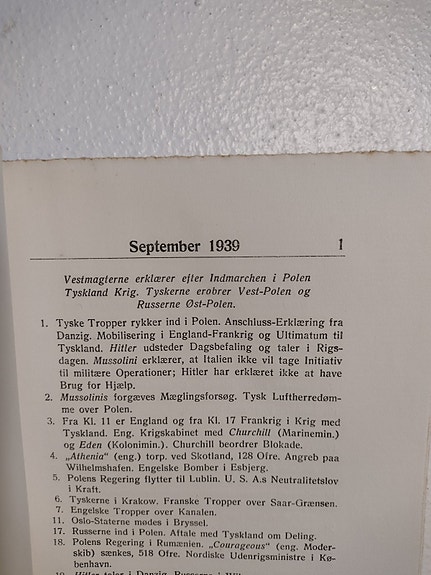 September 1939 1
Vestmagterne erklærer efter Indmarchen i Polen
Tyskland Krig. Tyskerne erobrer Vest-Polen og
Russerne Øst-Polen.
1. Tyske Tropper rykker ind i Polen. Anschluss-Erklæring fra
Danzig. Mobilisering i England-Frankrig og Ultimatum til
Tyskland. Hitler udsteder Dagsbefaling og taler i Rigs-
dagen. Mussolini erklærer, at Italien ikke vil tage Initiativ
til militære Operationer; Hitler har erklæret ikke at have
Brug for Hjælp.
2. Mussolinis forgæves Mæglingsforsøg. Tysk Luftherredøm-
me over Polen.
3. Fra Kl. 11 er England og fra Kl. 17 Frankrig i Krig med
Tyskland. Eng. Krigskabinet med Churchill (Marinemin.)
og Eden (Kolonimin.). Churchill beordrer Blokade.
4. „Athenia" (eng.) torp. ved Skotland, 128 Ofre. Angreb paa
Wilhelmshafen. Engelske Bomber i Esbjerg.
5. Polens Regering flytter til Lublin. U. S. A.s Neutralitetslov
i Kraft.
6. Tyskerne i Krakow. Franske Tropper over Saar-Grænsen.
7. Engelske Tropper over Kanalen.
11. Oslo-Staterne mødes i Bryssel.
17. Russerne ind i Polen. Aftale med Tyskland om Deling.
18. Polens Regering i Rumænien. „Courageous" (eng. Moder-
skib) sænkes, 518 Ofre. Nordiske Udenrigsministre i Kø-
benhavn.
19. Hitler taler i Danzig.